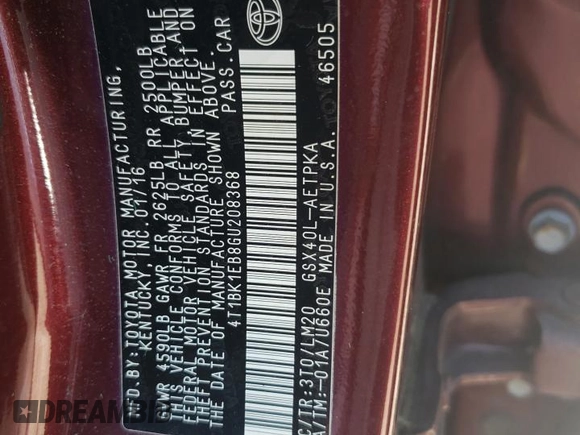 MFD.BY:TOYOTA MOTOR MANUFACTURING,
KENTUCKY, INC. 01/16
GVWR 4590LB GAWR FR 2625LB RR 2500LB
THIS VEHICLE CONFORMS TO ALL APPLICABLE
FEDERAL MOTOR VEHICLE SAFETY, BUMPER, AND
THEFT PREVENTION STANDARDS IN EFFECT ON
THE DATE OF MANUFACTURE SHOWN ABOVE.
4T1BK1EB8GU208368 PASS.CAR
C/TR:3T0/LM20 GSX40L-AETPKA
A/TM:-01A/U660E MADE IN U.S.A. 46505
DREAMBID